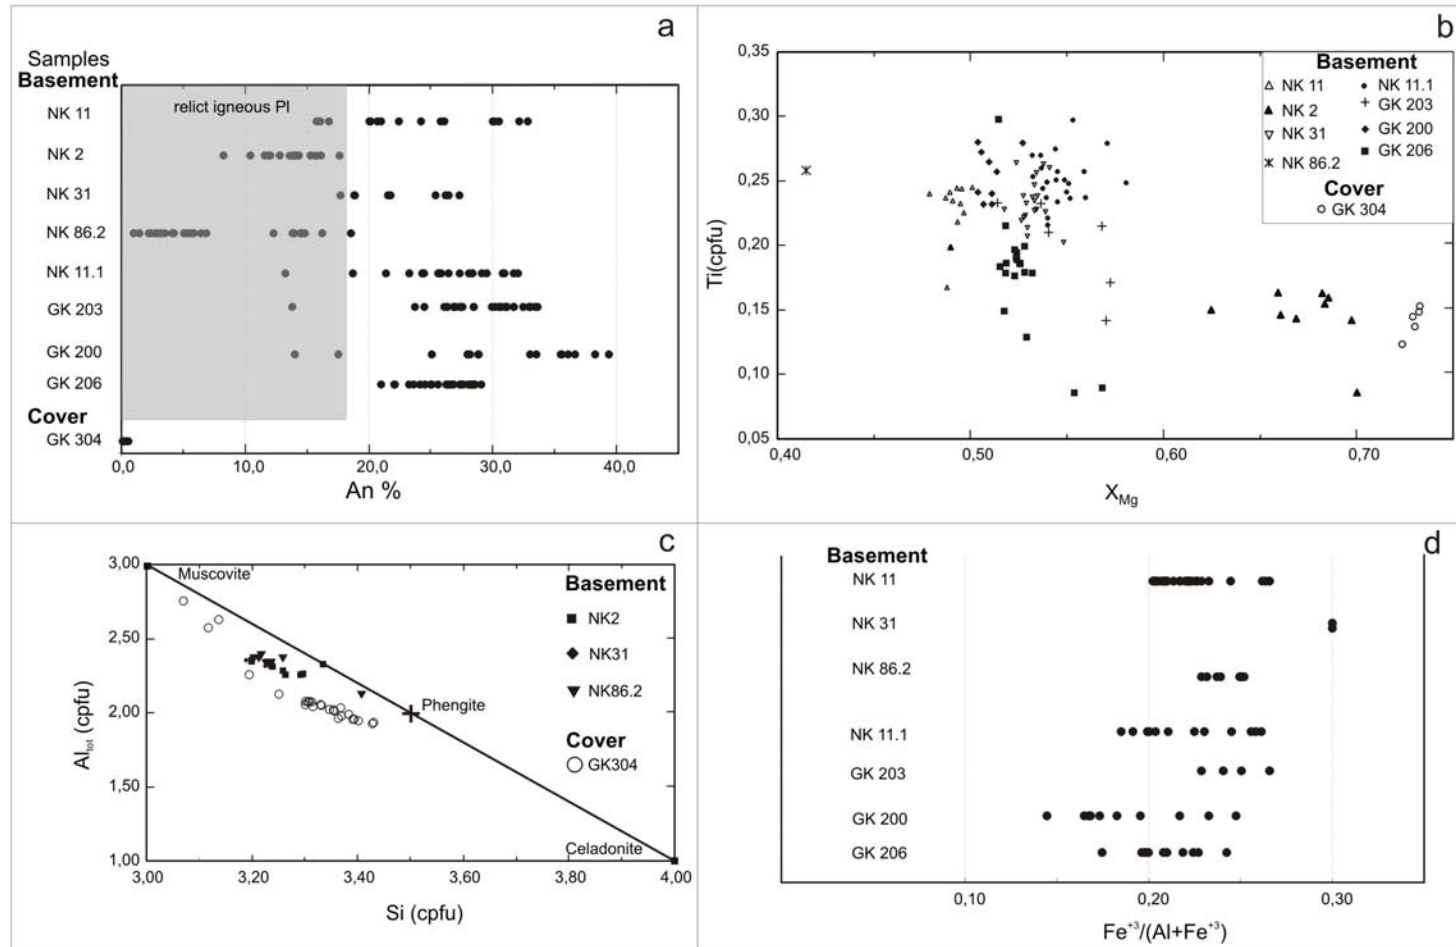 a
Samples
Basement
relict igneous Pl
NK 11
NK 2
NK 31
NK 86.2
NK 11.1
GK 203
GK 200
GK 206
Cover
GK 304
0,0 10,0 20,0 30,0 40,0
An %
b
0,35
0,30
0,25
0,20
0,15
0,10
0,05
Ti(cpfu)
0,40 0,50 0,60 0,70
XMg
Basement
NK 11 NK 11.1
NK 2 GK 203
NK 31 GK 200
NK 86.2 GK 206
Cover
GK 304
c
3,00
2,50
2,00
1,50
1,00
Altot (cpfu)
Muscovite
Phengite
Celadonite
Basement
NK2
NK31
NK86.2
Cover
GK304
3,00 3,20 3,40 3,60 3,80 4,00
Si (cpfu)
d
Basement
NK 11
NK 31
NK 86.2
NK 11.1
GK 203
GK 200
GK 206
0,10 0,20 0,30
Fe+3/(Al+Fe+3)